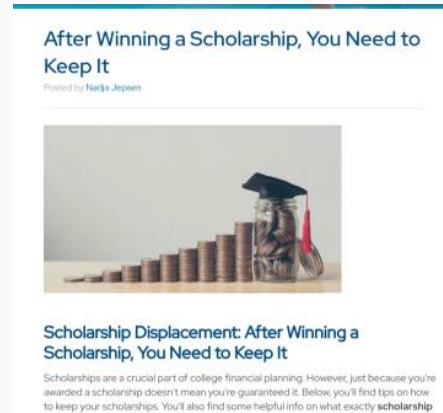 After Winning a Scholarship, You Need to
Keep It
Posted by Nadja Jepsen
Scholarship Displacement: After Winning a
Scholarship, You Need to Keep It
Scholarships are a crucial part of college financial planning. However, just because you're
awarded a scholarship doesn't mean you're guaranteed it. Below, you'll find tips on how
to keep your scholarships. You'll also find some helpful info on what exactly scholarship